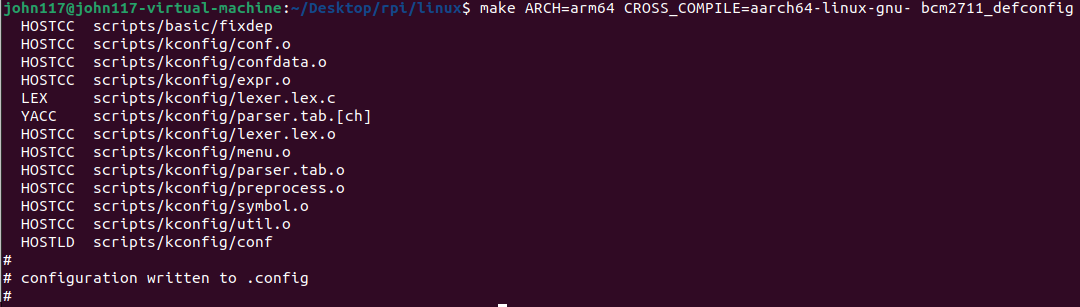 john117@john117-virtual-machine:~/Desktop/rpi/linux$ make ARCH=arm64 CROSS_COMPILE=aarch64-linux-gnu- bcm2711_defconfig
  HOSTCC  scripts/basic/fixdep
  HOSTCC  scripts/kconfig/conf.o
  HOSTCC  scripts/kconfig/confdata.o
  HOSTCC  scripts/kconfig/expr.o
  LEX     scripts/kconfig/lexer.lex.c
  YACC    scripts/kconfig/parser.tab.[ch]
  HOSTCC  scripts/kconfig/lexer.lex.o
  HOSTCC  scripts/kconfig/menu.o
  HOSTCC  scripts/kconfig/parser.tab.o
  HOSTCC  scripts/kconfig/preprocess.o
  HOSTCC  scripts/kconfig/symbol.o
  HOSTCC  scripts/kconfig/util.o
  HOSTLD  scripts/kconfig/conf
#
# configuration written to .config
#